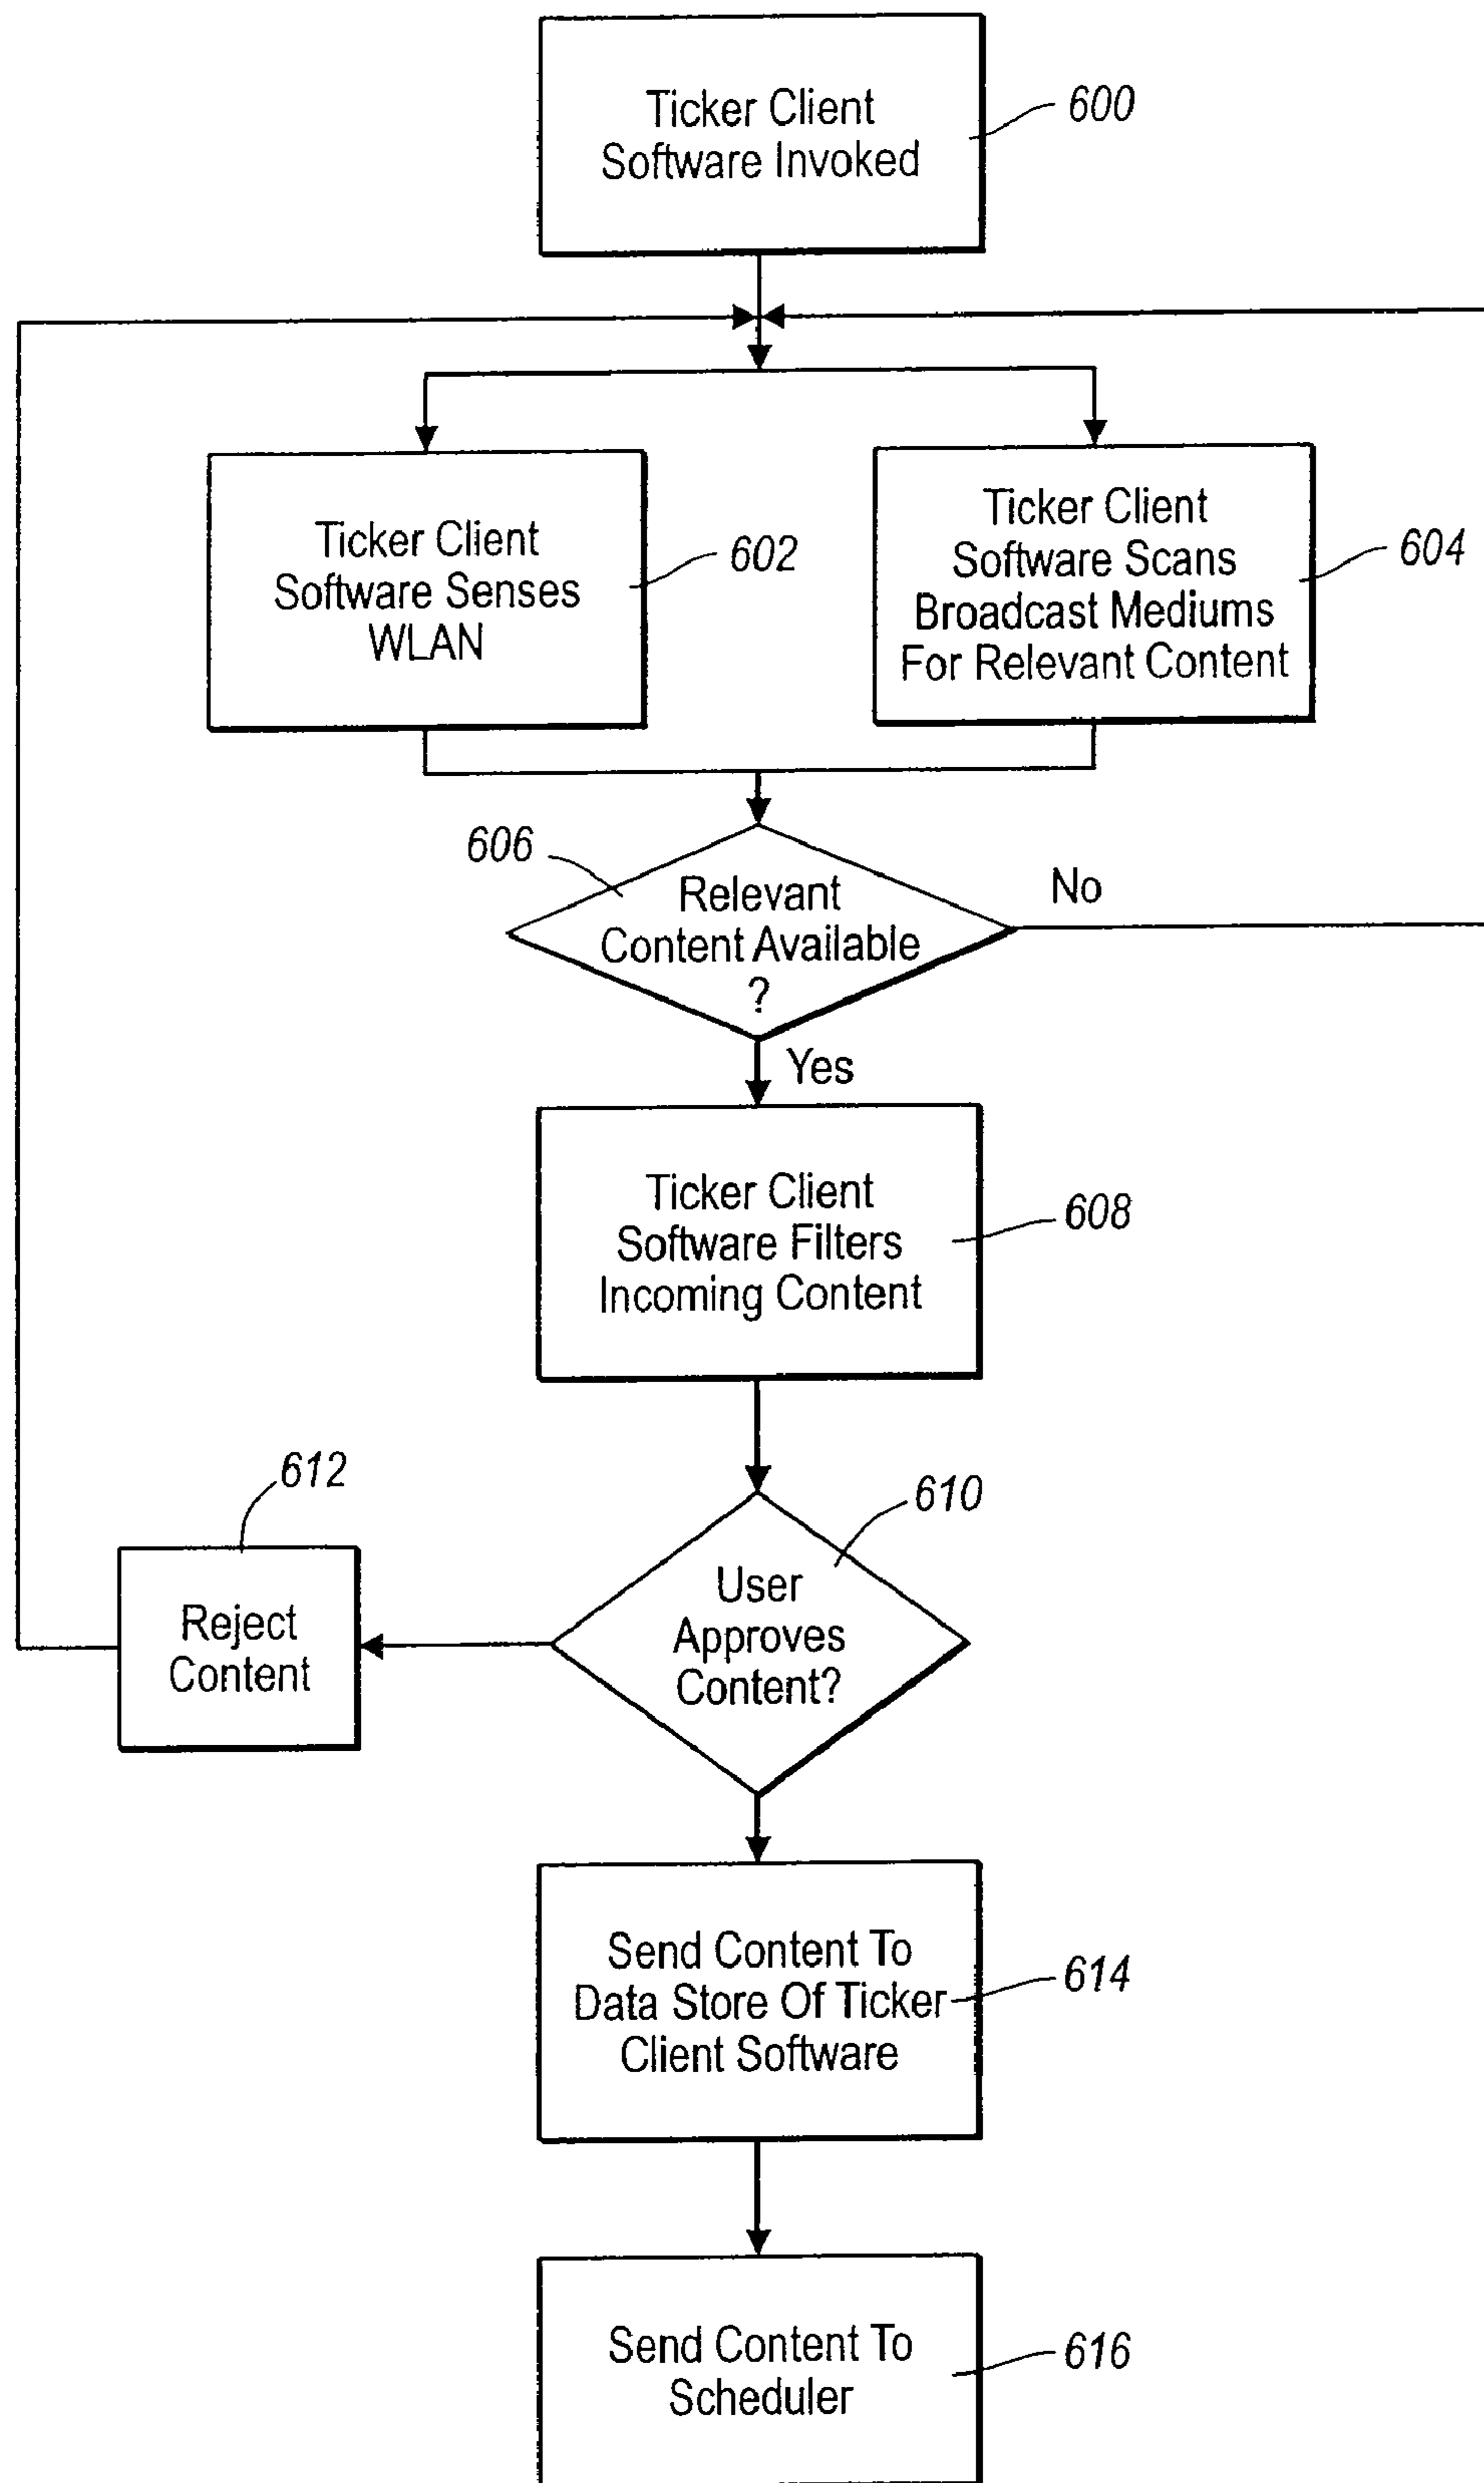 Ticker Client
Software Invoked
600
Ticker Client
Software Senses
WLAN
602
Ticker Client
Software Scans
Broadcast Mediums
For Relevant Content
604
606
Relevant
Content Available
?
No
Yes
Ticker Client
Software Filters
Incoming Content
608
612
Reject
Content
610
User
Approves
Content?
Send Content To
Data Store Of Ticker
Client Software
614
Send Content To
Scheduler
616